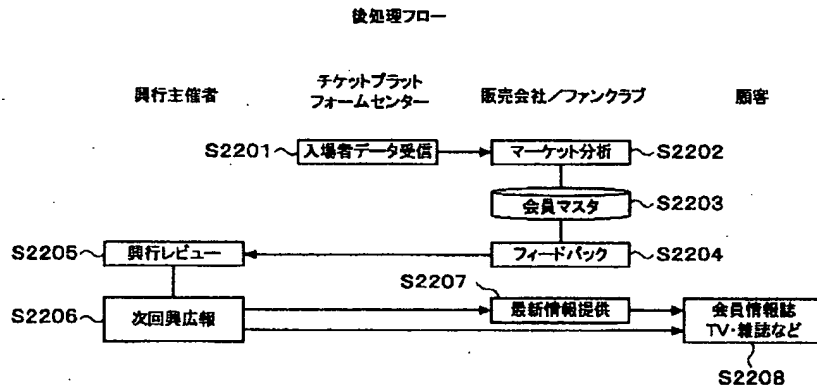 後処理フロー
興行主催者
チケットプラット
フォームセンター
販売会社/ファンクラブ
顧客
S2201
入場者データ受信
マーケット分析
S2202
会員マスタ
S2203
S2205
興行レビュー
フィードバック
S2204
S2207
S2206
次回興広報
最新情報提供
会員情報誌
TV・雑誌など
S2208